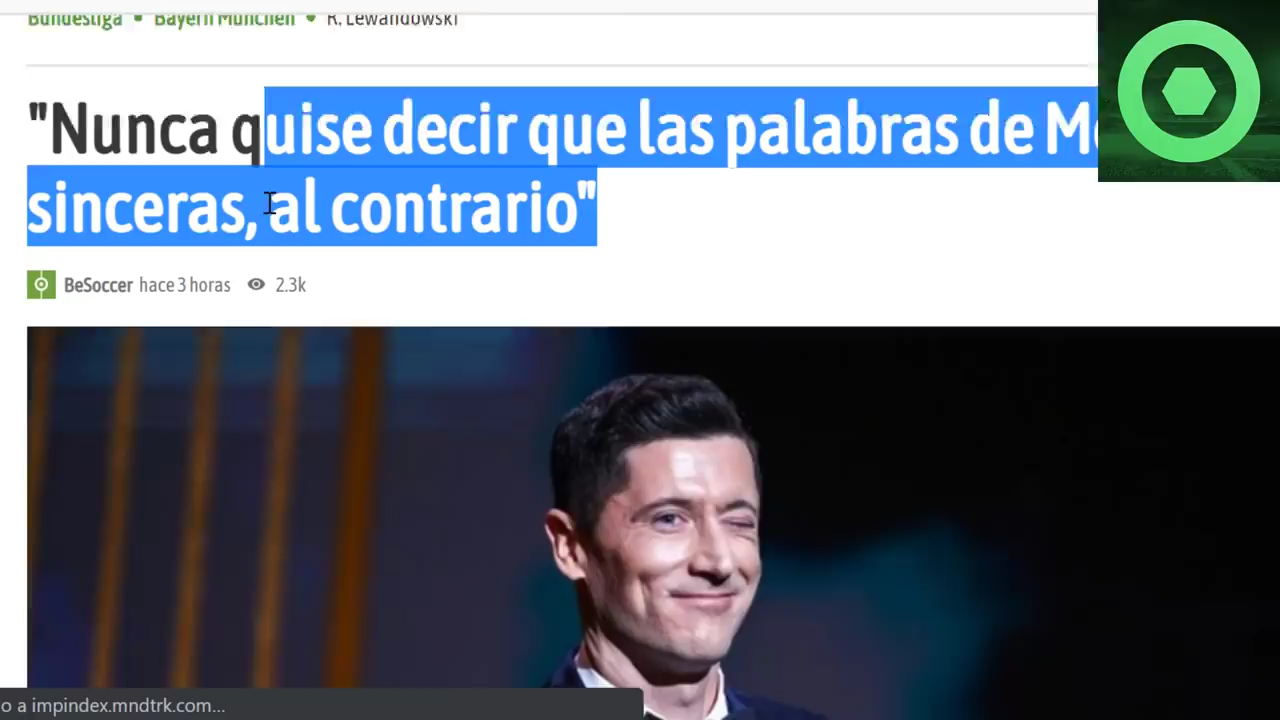 Bundesliga • Bayern München • R. Lewandowski
"Nunca quise decir que las palabras de M
sinceras, al contrario"
BeSoccer hace 3 horas 2.3k
o a impindex.mndtrk.com...